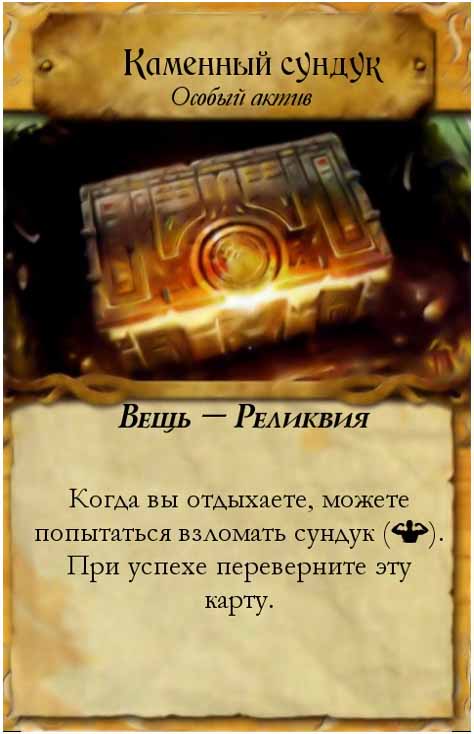 Каменный сундук
Особый актив
Вещь — Реликвия
Когда вы отдыхаете, можете
попытаться взломать сундук ( ).
При успехе переверните эту
карту.